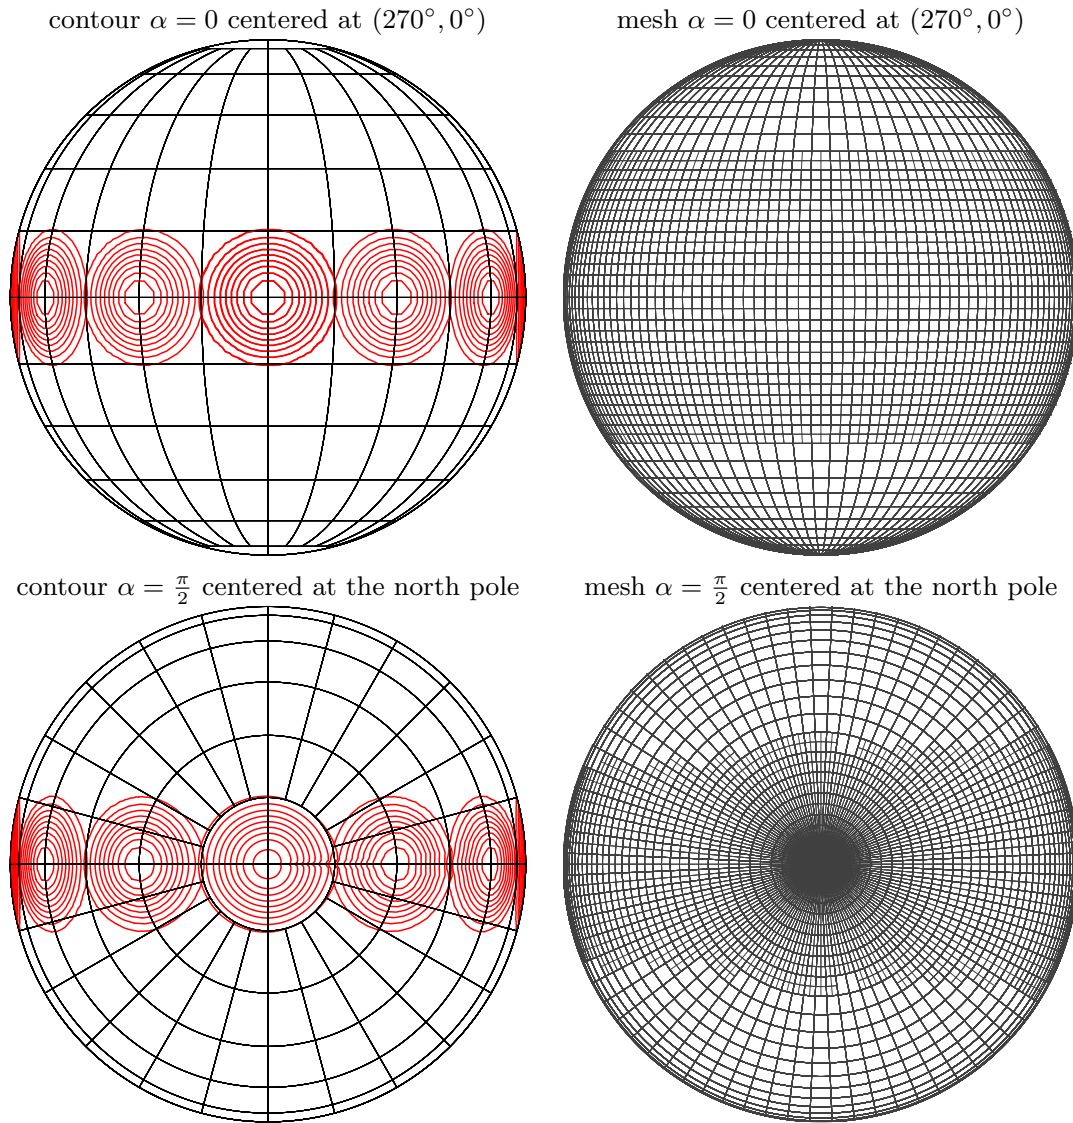 contour α = 0 centered at (270°, 0°)
mesh α = 0 centered at (270°, 0°)
contour α = π/2 centered at the north pole
mesh α = π/2 centered at the north pole